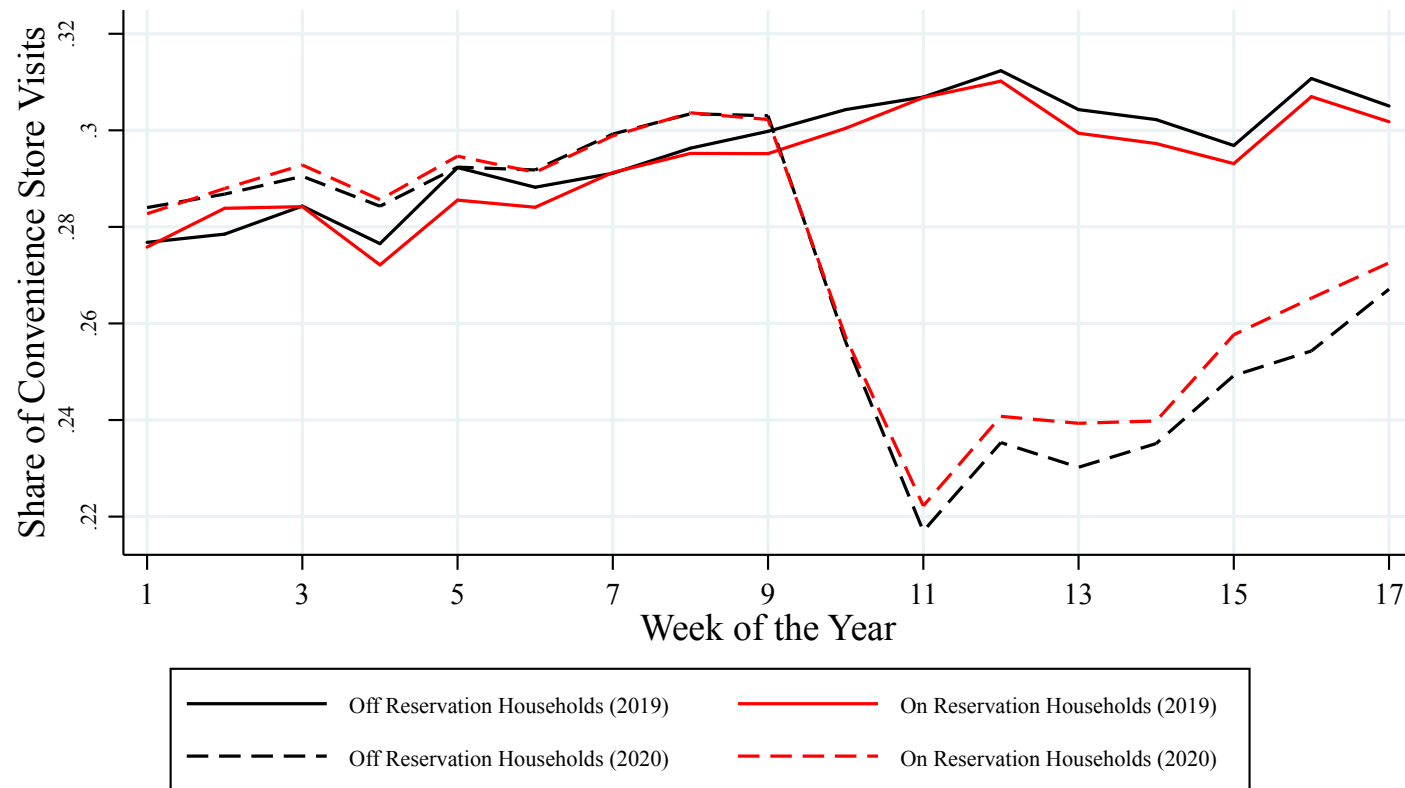 Share of Convenience Store Visits
.32
.3
.28
.26
.24
.22
1 3 5 7 9 11 13 15 17
Week of the Year
Off Reservation Households (2019) On Reservation Households (2019)
Off Reservation Households (2020) On Reservation Households (2020)